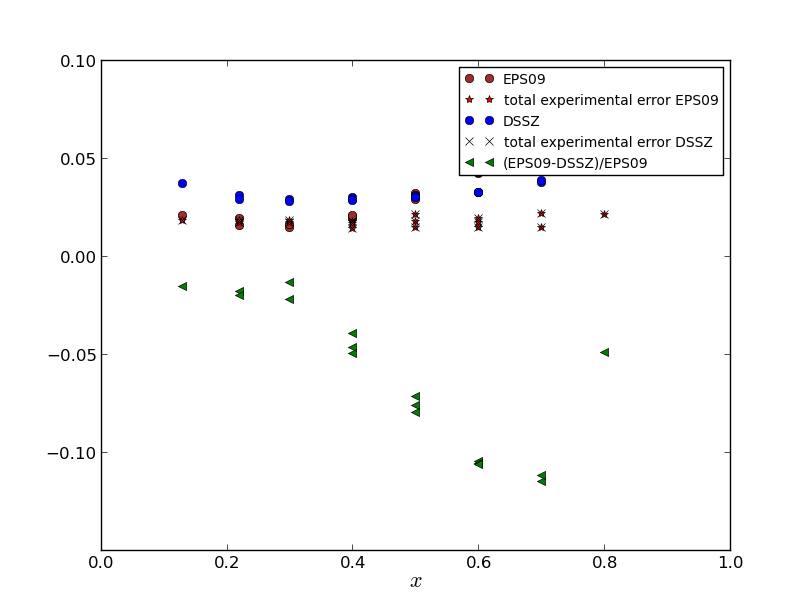 0.10
EPS09
total experimental error EPS09
DSSZ
total experimental error DSSZ
(EPS09-DSSZ)/EPS09
0.05
0.00
−0.05
−0.10
0.0 0.2 0.4 0.6 0.8 1.0
x